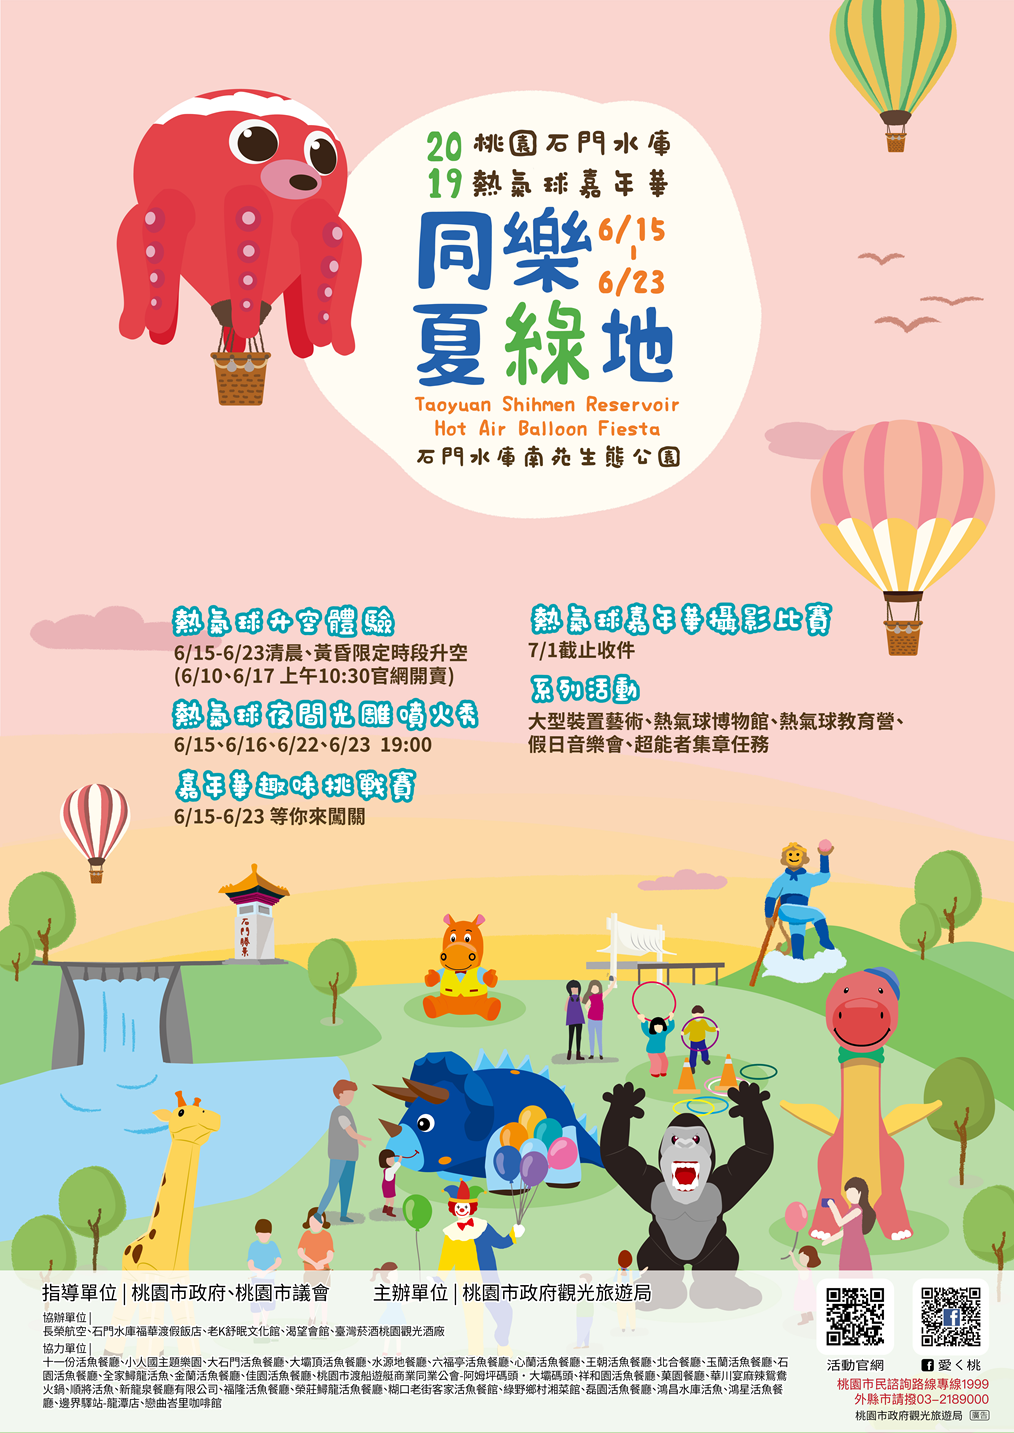 2019 桃園石門水庫
熱氣球嘉年華
同樂
6/15
-
6/23
夏綠地
Taoyuan Shihmen Reservoir
Hot Air Balloon Fiesta
石門水庫南苑生態公園
熱氣球升空體驗
6/15-6/23清晨、黃昏限定時段升空
(6/10、6/17 上午10:30官網開賣)
熱氣球夜間光雕噴火秀
6/15、6/16、6/22、6/23 19:00
嘉年華趣味挑戰賽
6/15-6/23 等你來闖關
熱氣球嘉年華攝影比賽
7/1截止收件
系列活動
大型裝置藝術、熱氣球博物館、熱氣球教育營、
假日音樂會、超能者集章任務
石門勝景
指導單位|桃園市政府、桃園市議會 主辦單位|桃園市政府觀光旅遊局
協辦單位|
長榮航空、石門水庫福華渡假飯店、老K舒眠文化館、渴望會館、臺灣菸酒桃園觀光酒廠
協力單位|
十一份活魚餐廳、小人國主題樂園、大石門活魚餐廳、大壩頂活魚餐廳、水源地餐廳、六福亭活魚餐廳、心蘭活魚餐廳、王朝活魚餐廳、北合餐廳、玉蘭活魚餐廳、石
園活魚餐廳、全家鱘龍活魚、金蘭活魚餐廳、佳園活魚餐廳、桃園市渡船遊艇商業同業公會-阿姆坪碼頭・大壩碼頭、祥和園活魚餐廳、菓園餐廳、華川宴麻辣鴛鴦
火鍋、順將活魚、新龍泉餐廳有限公司、福隆活魚餐廳、榮莊鱘龍活魚餐廳、糊口老街客家活魚餐館、綠野鄉村湘菜館、磊園活魚餐廳、鴻昌水庫活魚、鴻星活魚餐
廳、邊界驛站-龍潭店、戀曲峇里咖啡館
活動官網
愛ㄑ桃
桃園市民諮詢路線專線1999
外縣市請撥03-2189000
桃園市政府觀光旅遊局 廣告